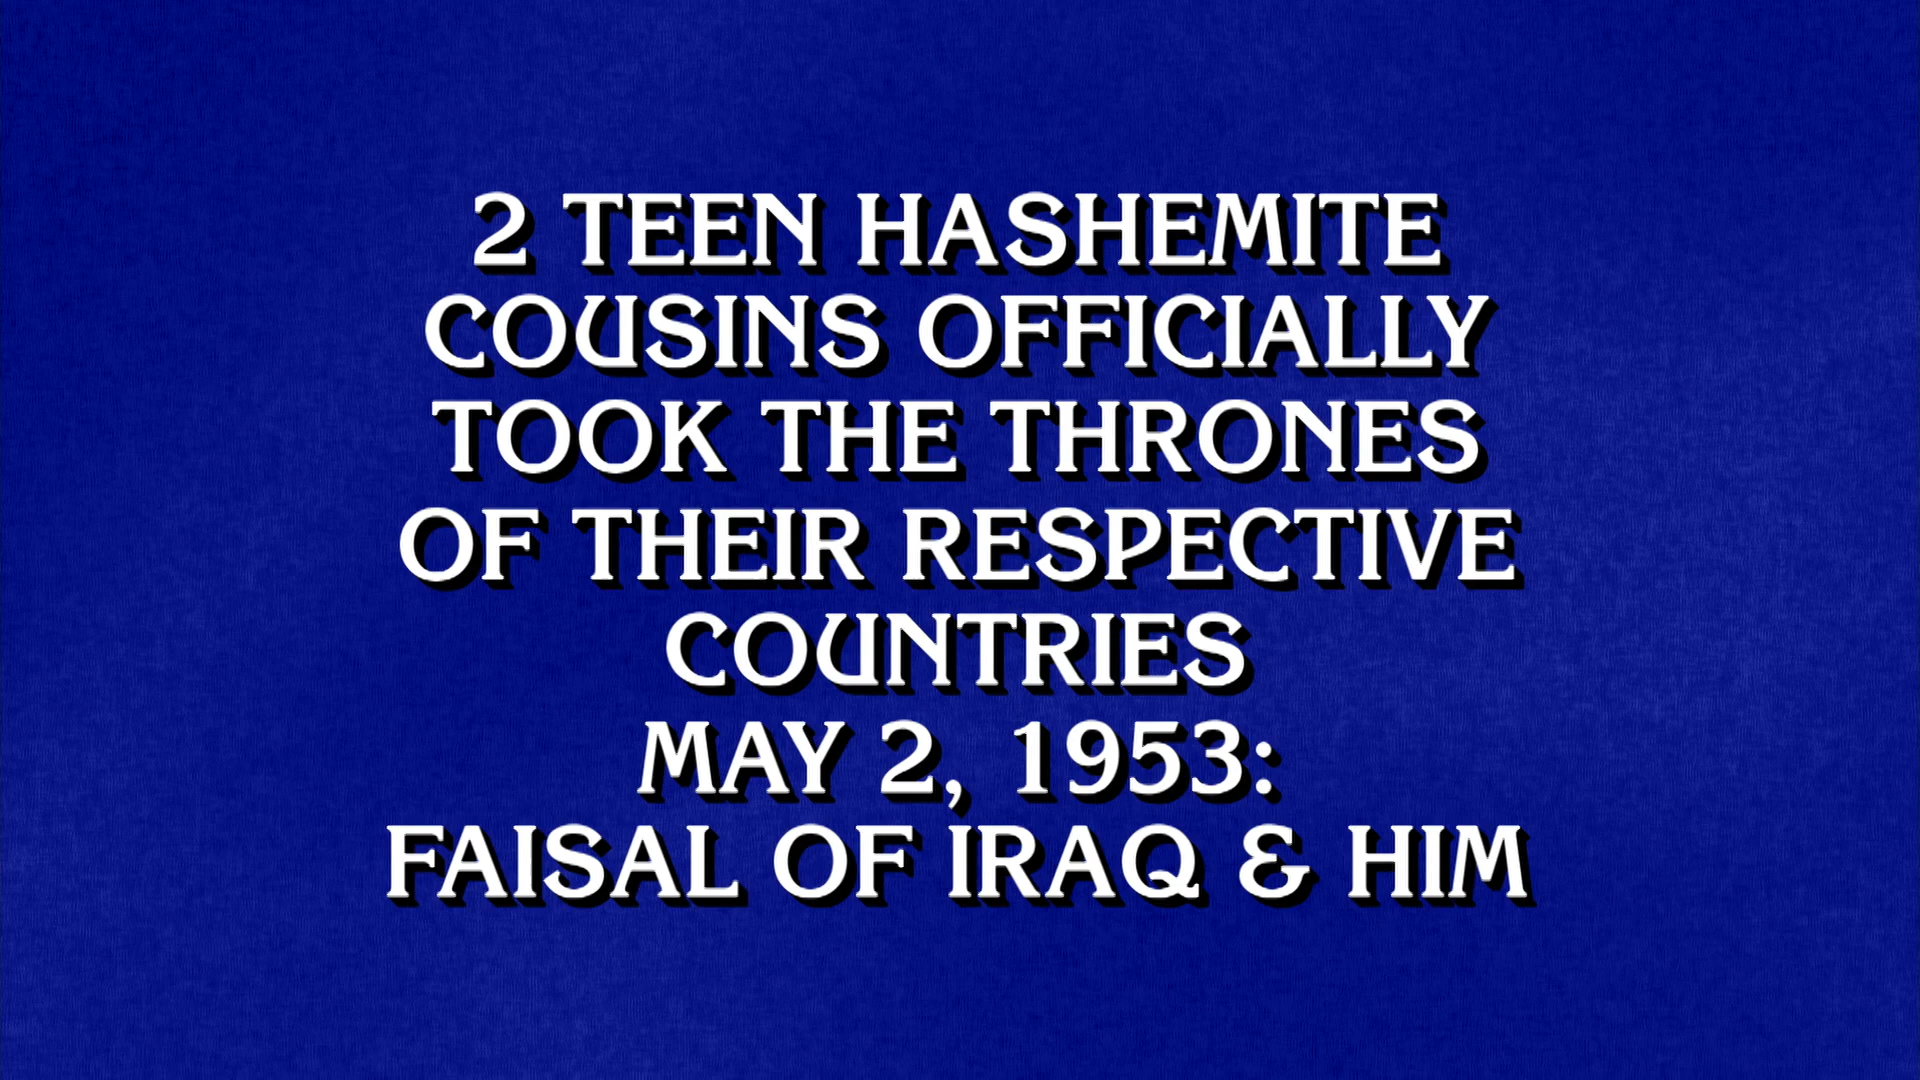 2 TEEN HASHEMITE
COUSINS OFFICIALLY
TOOK THE THRONES
OF THEIR RESPECTIVE
COUNTRIES
MAY 2, 1953:
FAISAL OF IRAQ & HIM